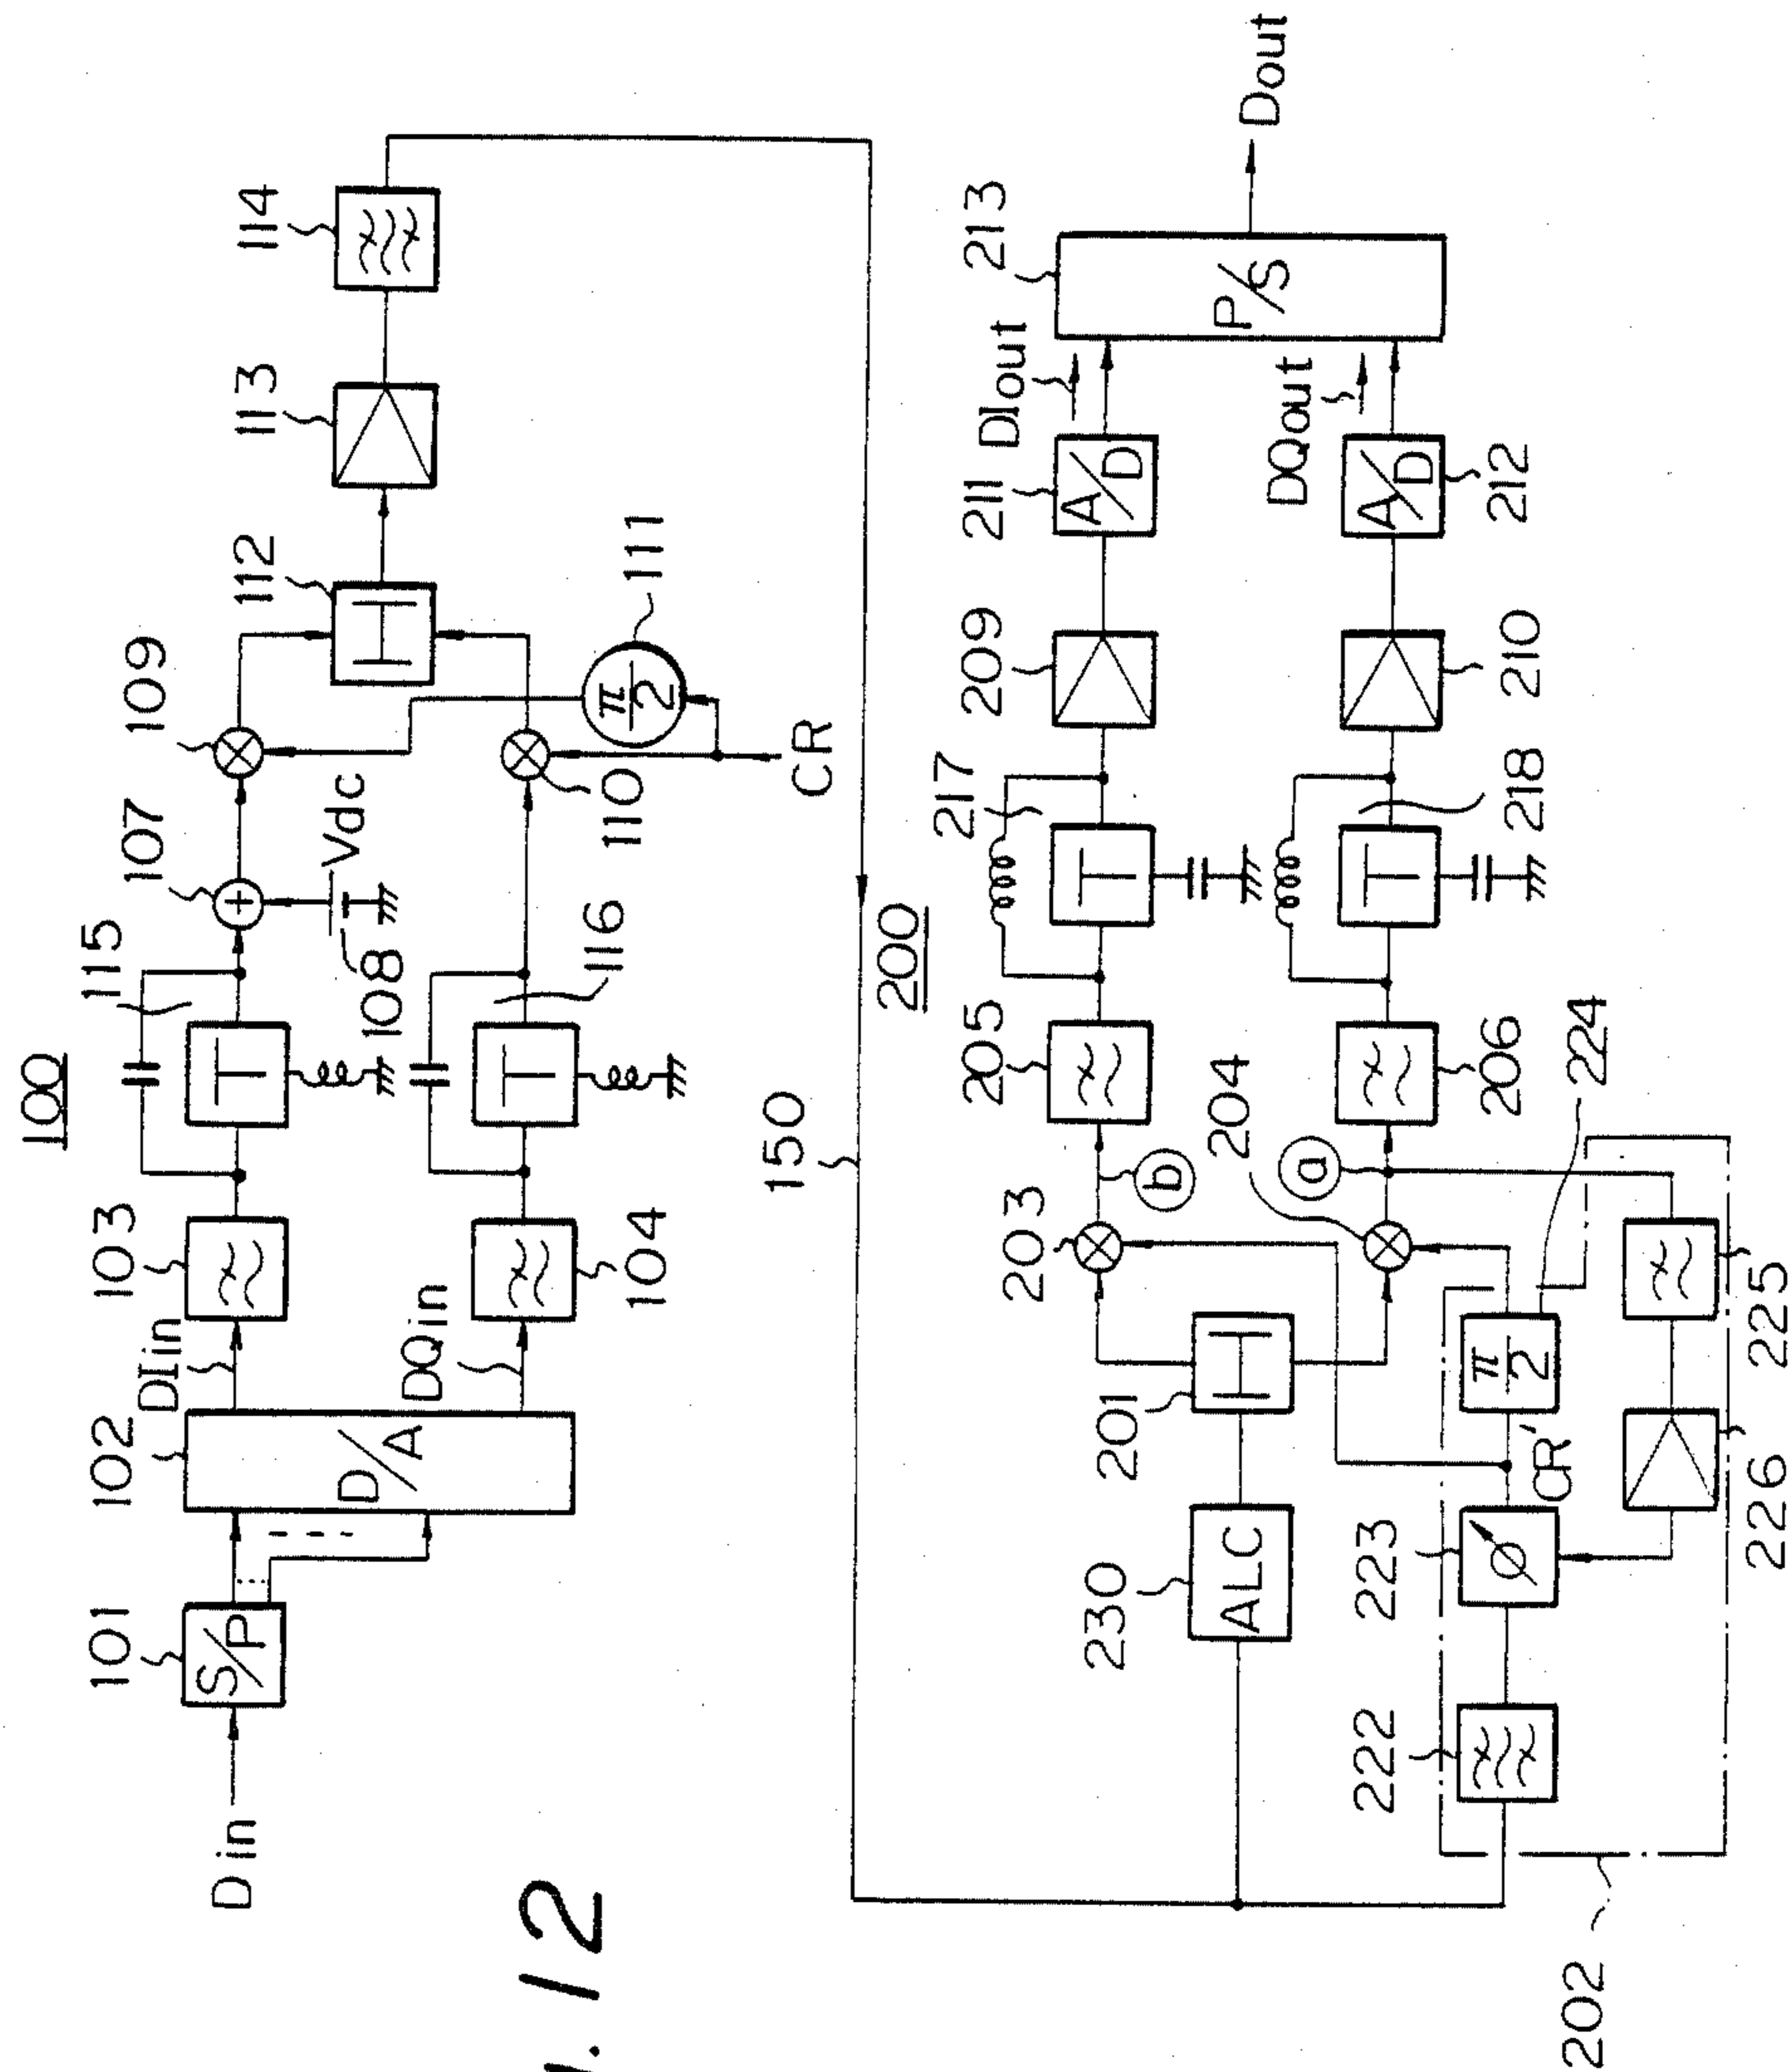 100
D in
101
S/P
102
D/A
DIin
DQin
103
104
115
T
116
T
107
108
Vdc
109
110
CR
111
π/2
112
H
113
114
150
200
230
ALC
201
H
203
204
b
a
205
206
217
T
218
T
209
210
211
A/D
212
A/D
DIout
DQout
213
P/S
Dout
202
222
223
φ
CR'
π/2
224
225
226
. 12